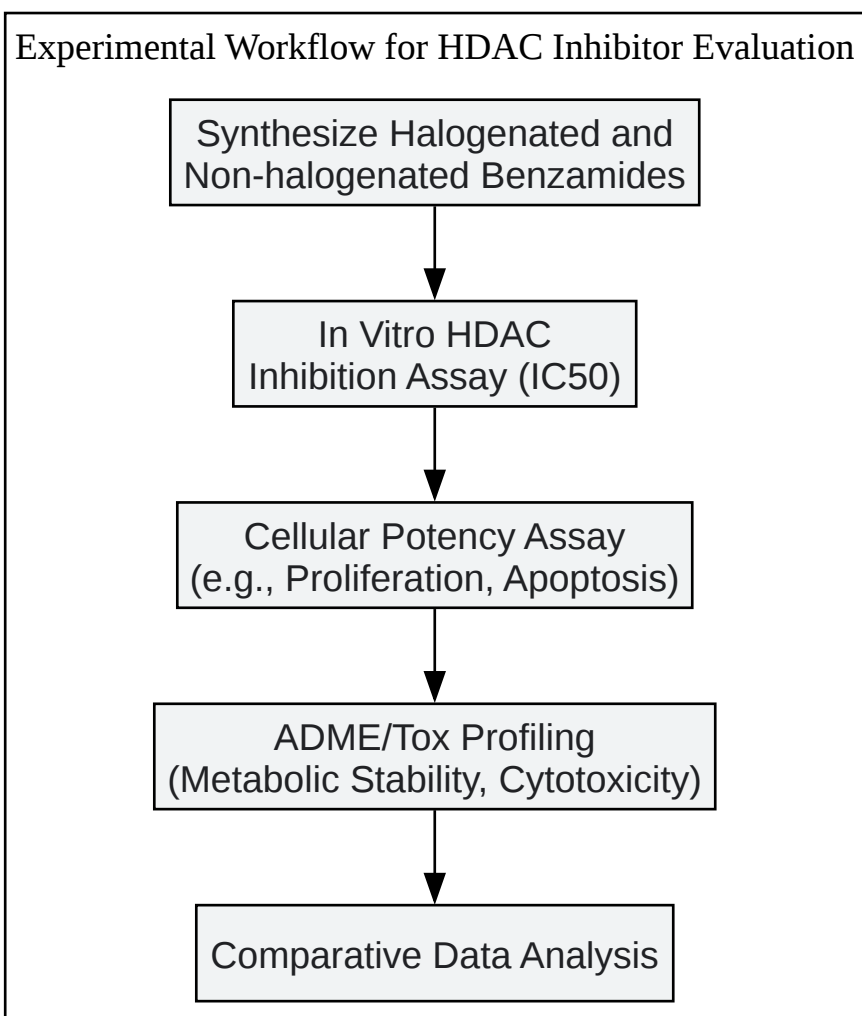 Experimental Workflow for HDAC Inhibitor Evaluation
Synthesize Halogenated and
Non-halogenated Benzamides
In Vitro HDAC
Inhibition Assay (IC50)
Cellular Potency Assay
(e.g., Proliferation, Apoptosis)
ADME/Tox Profiling
(Metabolic Stability, Cytotoxicity)
Comparative Data Analysis